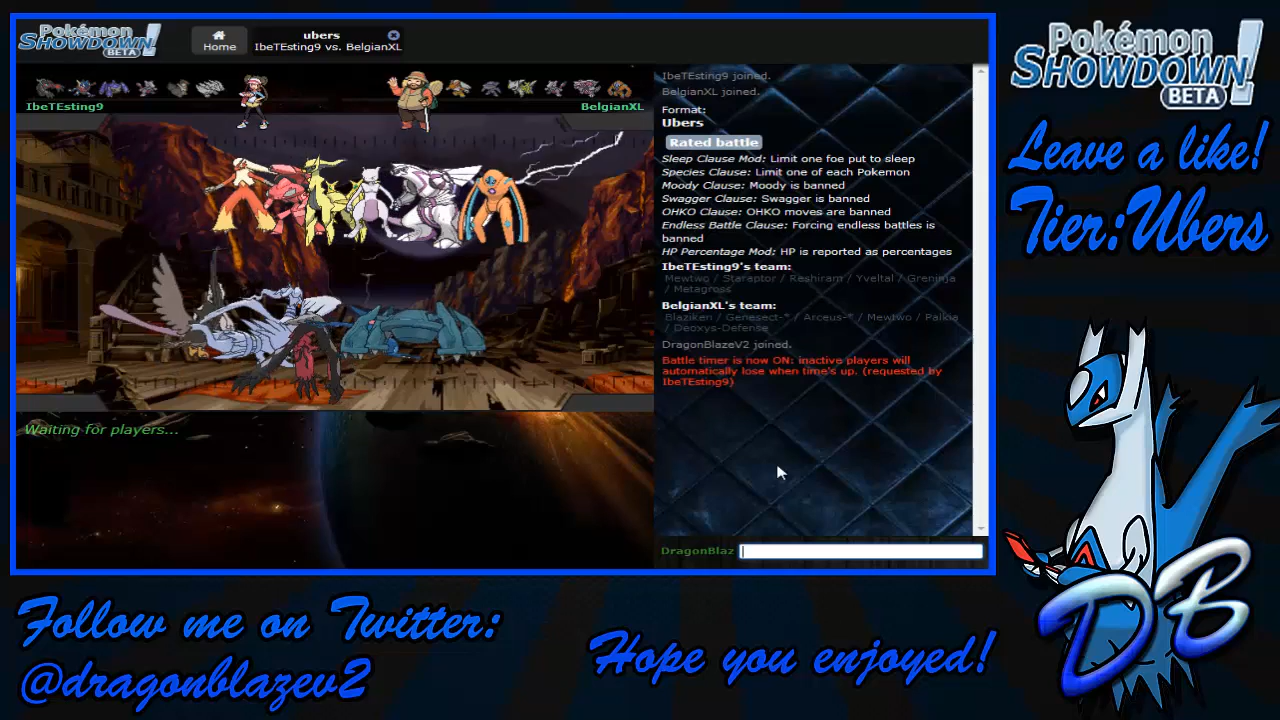 Pokémon
SHOWDOWN!
BETA
Home
ubers
IbeTEsting9 vs. BelgianXL
IbeTEsting9
BelgianXL
Waiting for players...
IbeTEsting9 joined.
BelgianXL joined.
Format:
Ubers
Rated battle
Sleep Clause Mod: Limit one foe put to sleep
Species Clause: Limit one of each Pokemon
Moody Clause: Moody is banned
Swagger Clause: Swagger is banned
OHKO Clause: OHKO moves are banned
Endless Battle Clause: Forcing endless battles is
banned
HP Percentage Mod: HP is reported as percentages
IbeTEsting9's team:
Mewtwo / Staraptor / Reshiram / Yveltal / Greninja
/ Metagross
BelgianXL's team:
Blaziken / Genesect-* / Arceus-* / Mewtwo / Palkia
/ Deoxys-Defense
DragonBlazeV2 joined.
Battle timer is now ON: inactive players will
automatically lose when time's up. (requested by
IbeTEsting9)
DragonBlaz
Pokémon
SHOWDOWN!
BETA
Leave a like!
Tier:Ubers
DB
Follow me on Twitter:
@dragonblazev2
Hope you enjoyed!